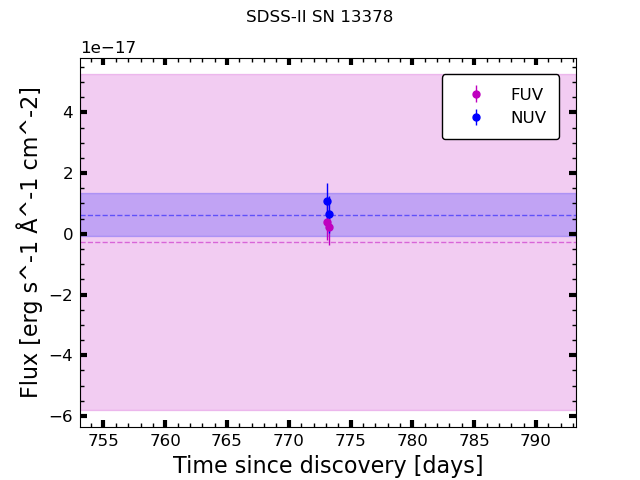 SDSS-II SN 13378
1e−17
FUV
NUV
4
2
0
−2
−4
−6
Flux [erg s^-1 Å^-1 cm^-2]
755 760 765 770 775 780 785 790
Time since discovery [days]